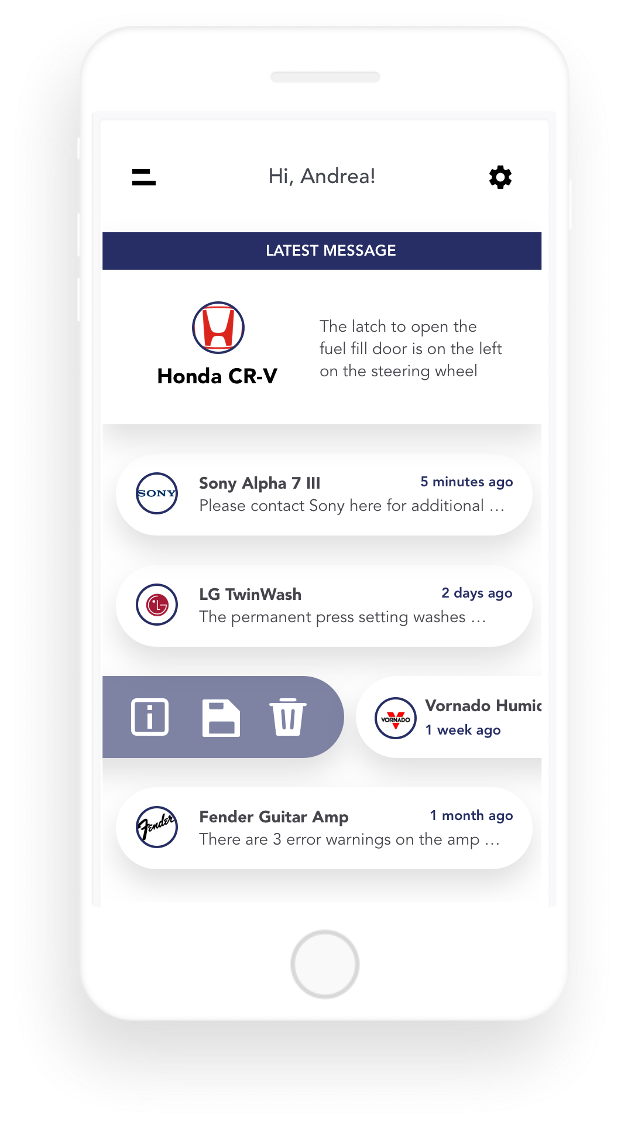 Hi, Andrea!
LATEST MESSAGE
The latch to open the
fuel fill door is on the left
on the steering wheel
Honda CR-V
SONY
Sony Alpha 7 III
5 minutes ago
Please contact Sony here for additional …
LG
LG TwinWash
2 days ago
The permanent press setting washes …
VORNADO
Vornado Humid
1 week ago
Fender
Fender Guitar Amp
1 month ago
There are 3 error warnings on the amp …